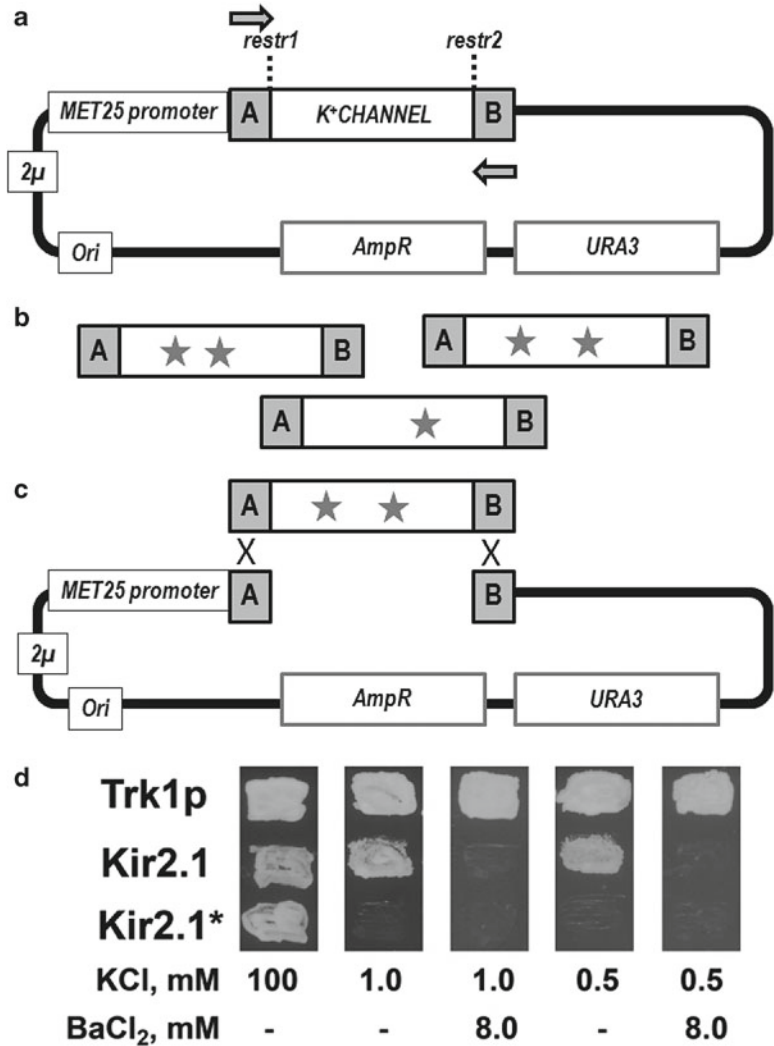 a
restr1 restr2
MET25 promoter A K⁺CHANNEL B
2µ
Ori AmpR URA3
b
A B
A B
A B
c
A B
X X
MET25 promoter A B
2µ
Ori AmpR URA3
d
Trk1p
Kir2.1
Kir2.1*
KCl, mM 100 1.0 1.0 0.5 0.5
BaCl₂, mM - - 8.0 - 8.0